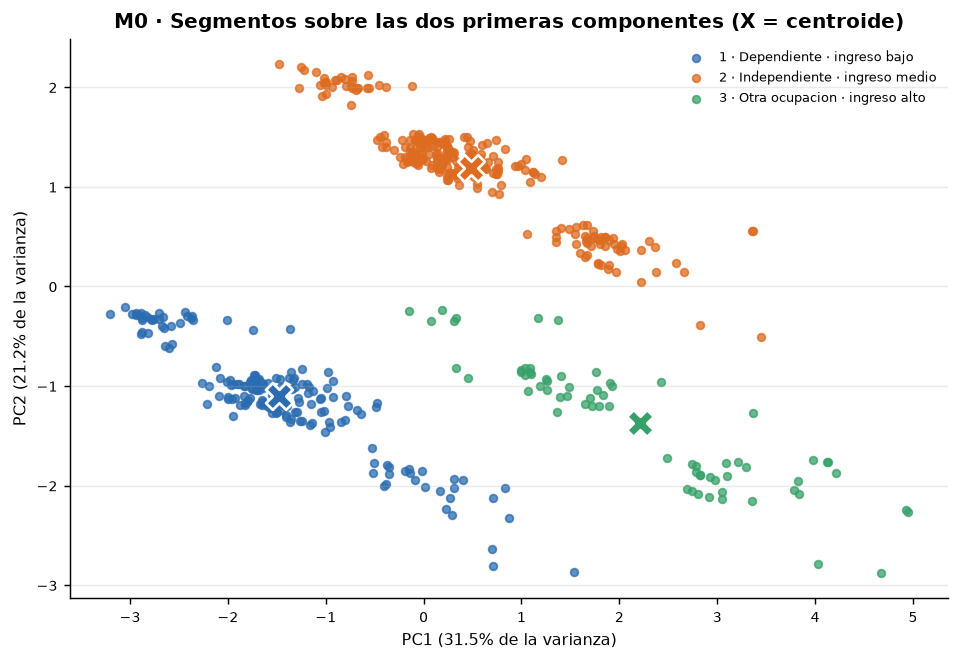 M0 · Segmentos sobre las dos primeras componentes (X = centroide)
1 · Dependiente · ingreso bajo
2 · Independiente · ingreso medio
3 · Otra ocupacion · ingreso alto
PC2 (21.2% de la varianza)
2
1
0
−1
−2
−3
−3 −2 −1 0 1 2 3 4 5
PC1 (31.5% de la varianza)